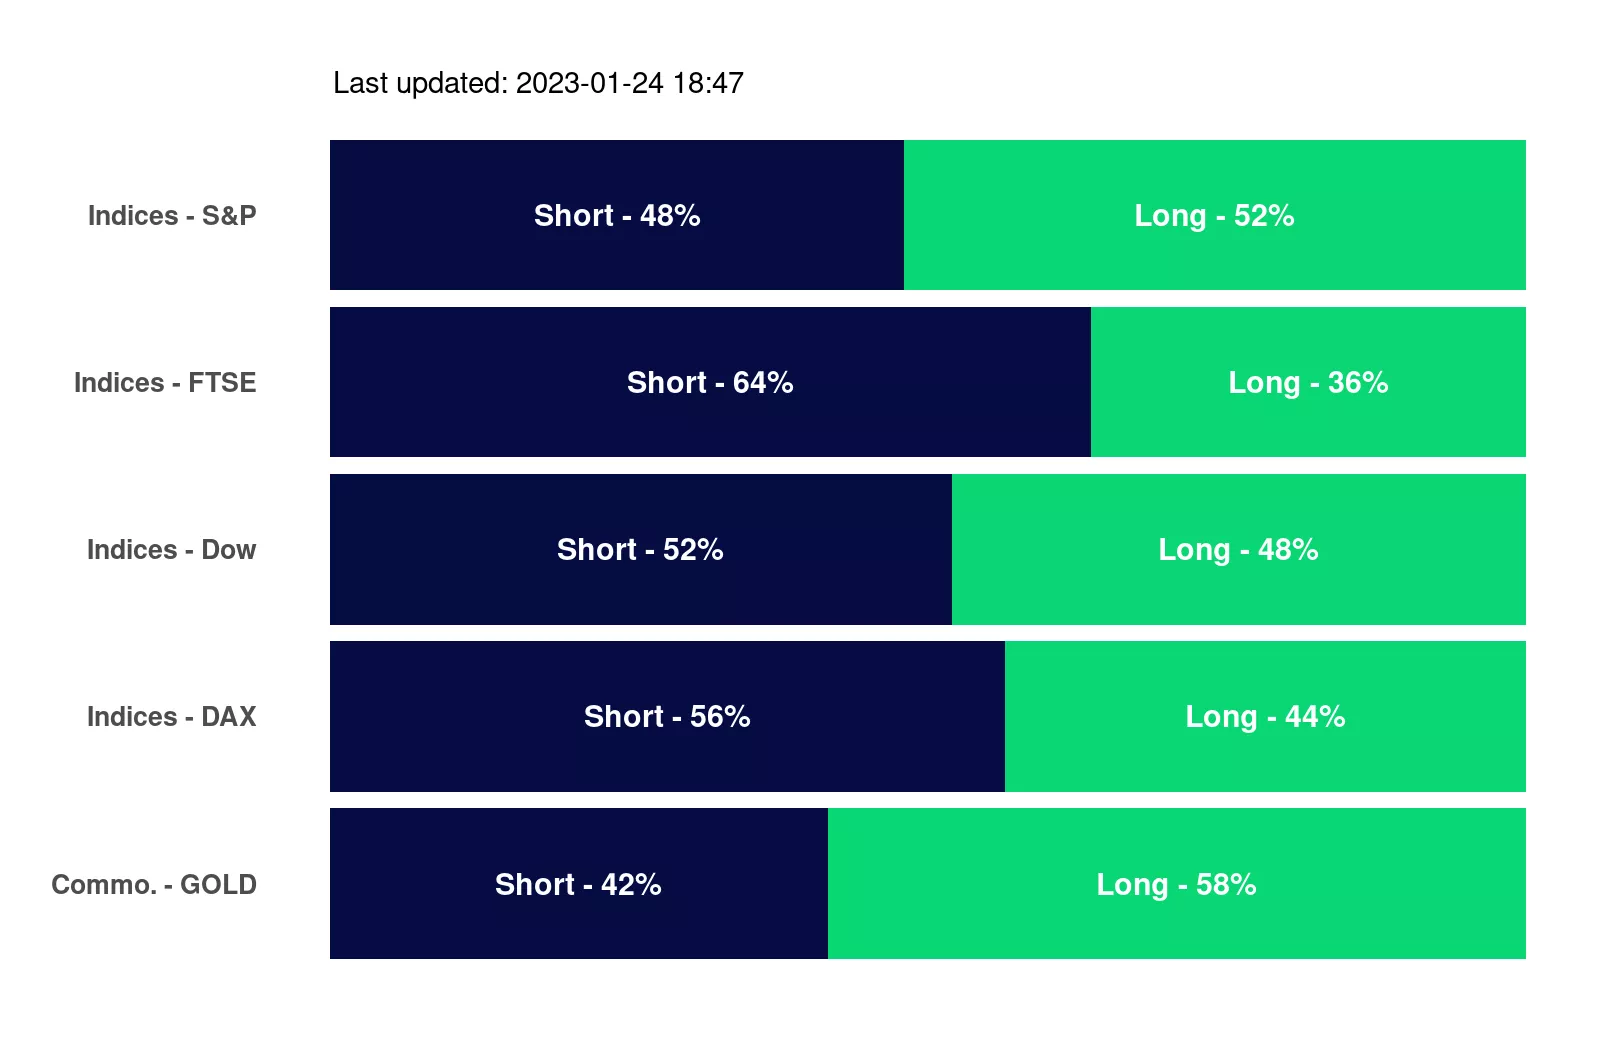 Last updated: 2023-01-24 18:47
Indices - S&P Short - 48% Long - 52%
Indices - FTSE Short - 64% Long - 36%
Indices - Dow Short - 52% Long - 48%
Indices - DAX Short - 56% Long - 44%
Commo. - GOLD Short - 42% Long - 58%